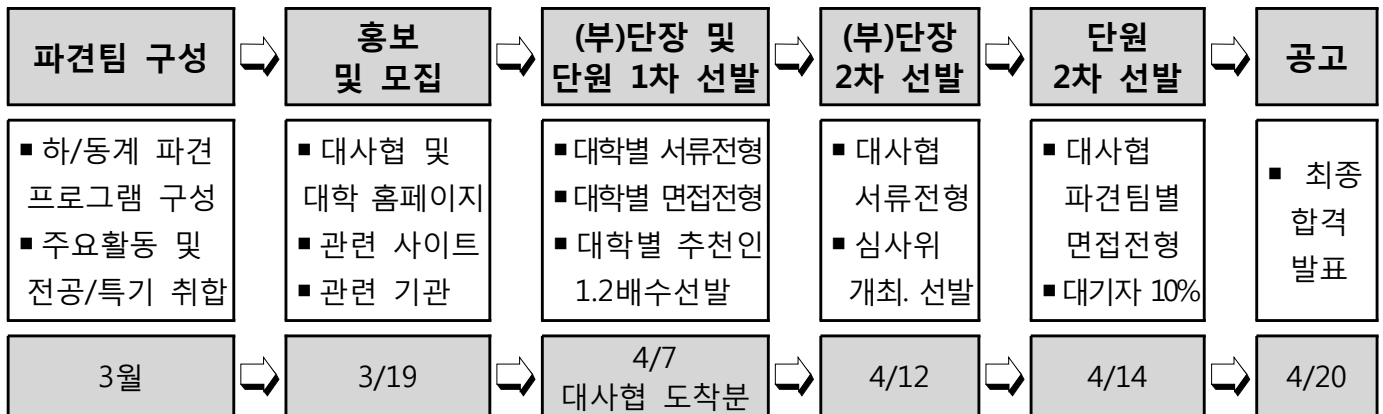 파견팀 구성
홍보
및 모집
(부)단장 및
단원 1차 선발
(부)단장
2차 선발
단원
2차 선발
공고
▪ 하/동계 파견
프로그램 구성
▪ 주요활동 및
전공/특기 취합
▪ 대사협 및
대학 홈페이지
▪ 관련 사이트
▪ 관련 기관
▪ 대학별 서류전형
▪ 대학별 면접전형
▪ 대학별 추천인
1.2배수선발
▪ 대사협
서류전형
▪ 심사위
개최. 선발
▪ 대사협
파견팀별
면접전형
▪ 대기자 10%
▪ 최종
합격
발표
3월
3/19
4/7
대사협 도착분
4/12
4/14
4/20